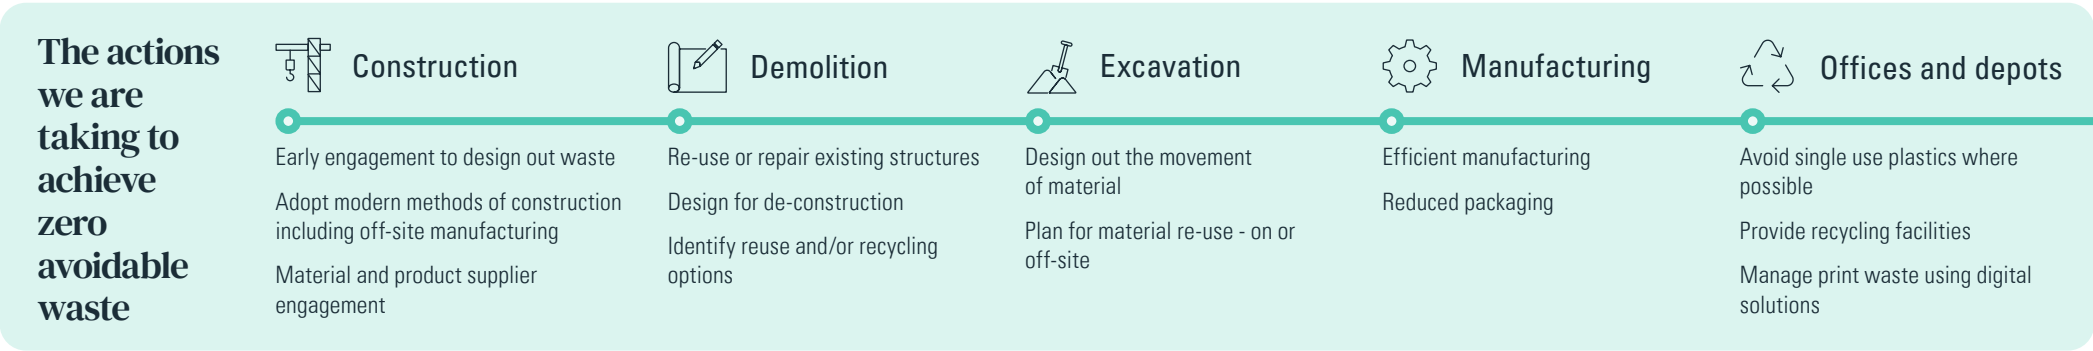 The actions
we are
taking to
achieve
zero
avoidable
waste
Construction
Early engagement to design out waste
Adopt modern methods of construction
including off-site manufacturing
Material and product supplier
engagement
Demolition
Re-use or repair existing structures
Design for de-construction
Identify reuse and/or recycling
options
Excavation
Design out the movement
of material
Plan for material re-use - on or
off-site
Manufacturing
Efficient manufacturing
Reduced packaging
Offices and depots
Avoid single use plastics where
possible
Provide recycling facilities
Manage print waste using digital
solutions